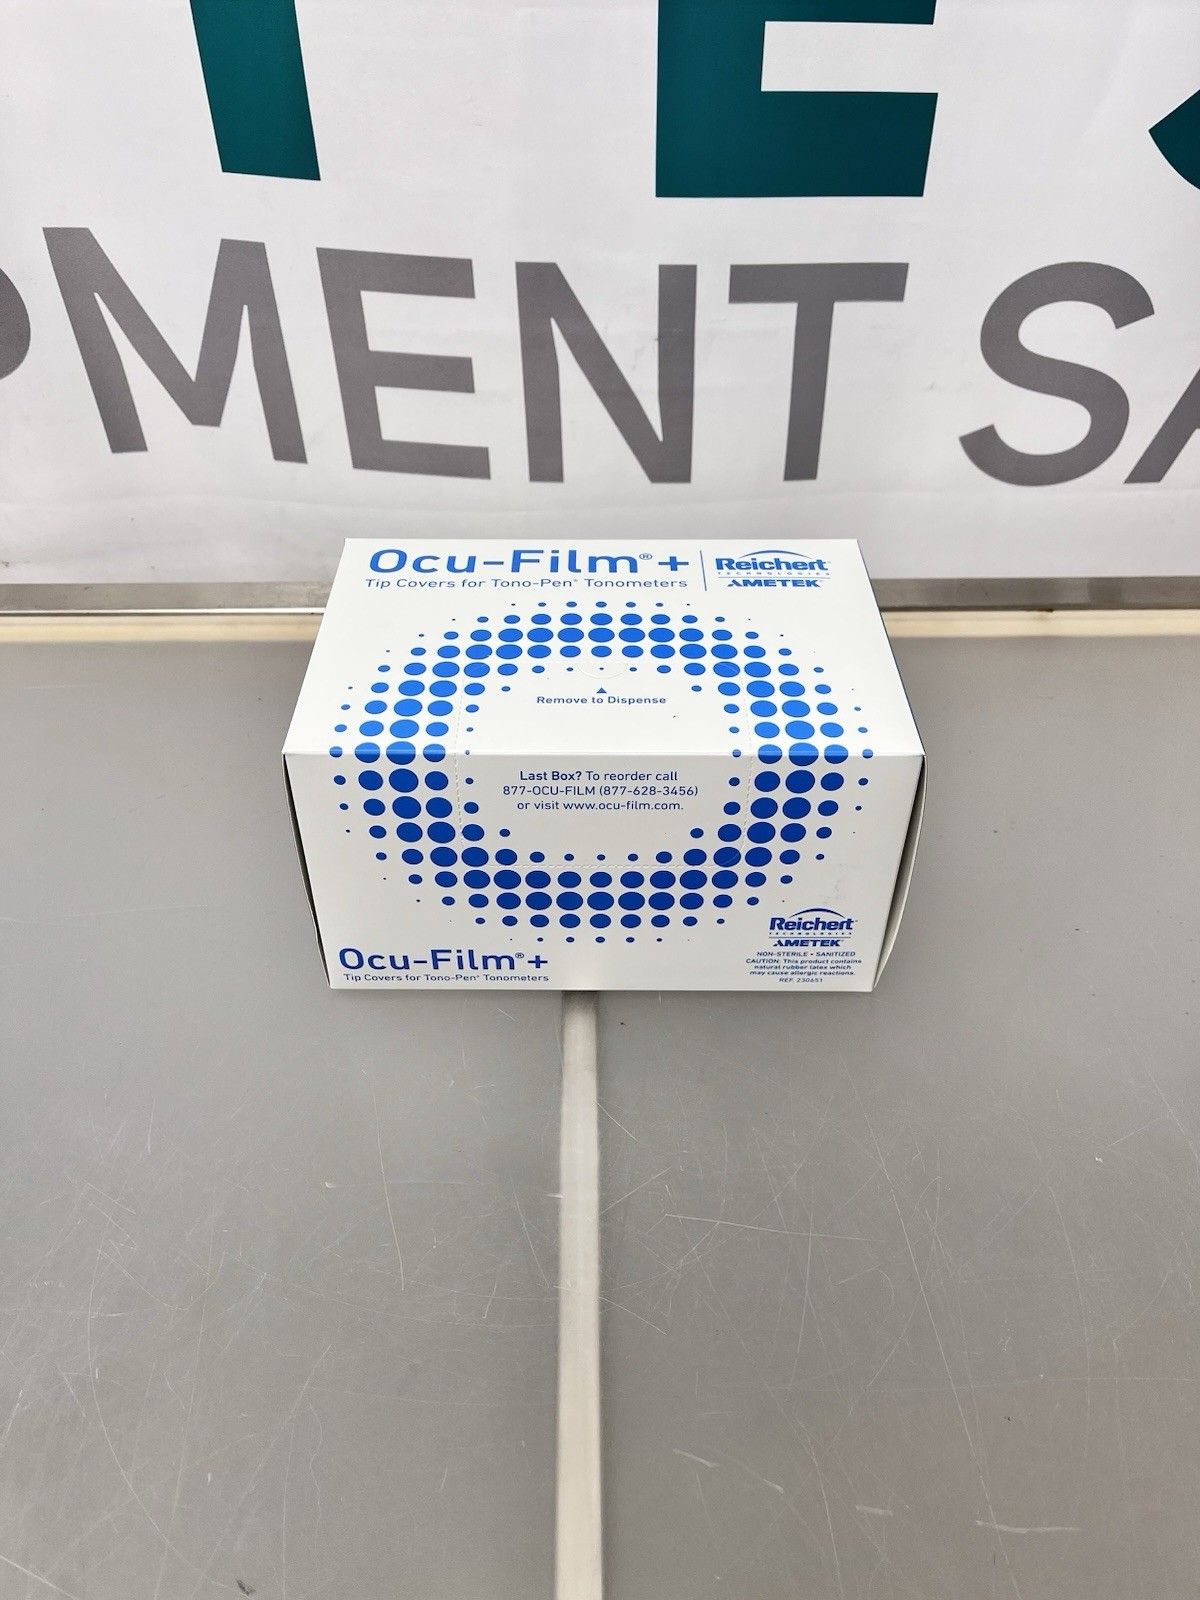 PMENT SA
Ocu-Film®+
Tip Covers for Tono-Pen® Tonometers
Reichert
TECHNOLOGIES
AMETEK
Remove to Dispense
Last Box? To reorder call
877-OCU-FILM (877-628-3456)
or visit www.ocu-film.com.
Reichert
TECHNOLOGIES
AMETEK
NON-STERILE • SANITIZED
CAUTION: This product contains
natural rubber latex which
may cause allergic reactions.
REF. 230651
Ocu-Film®+
Tip Covers for Tono-Pen® Tonometers